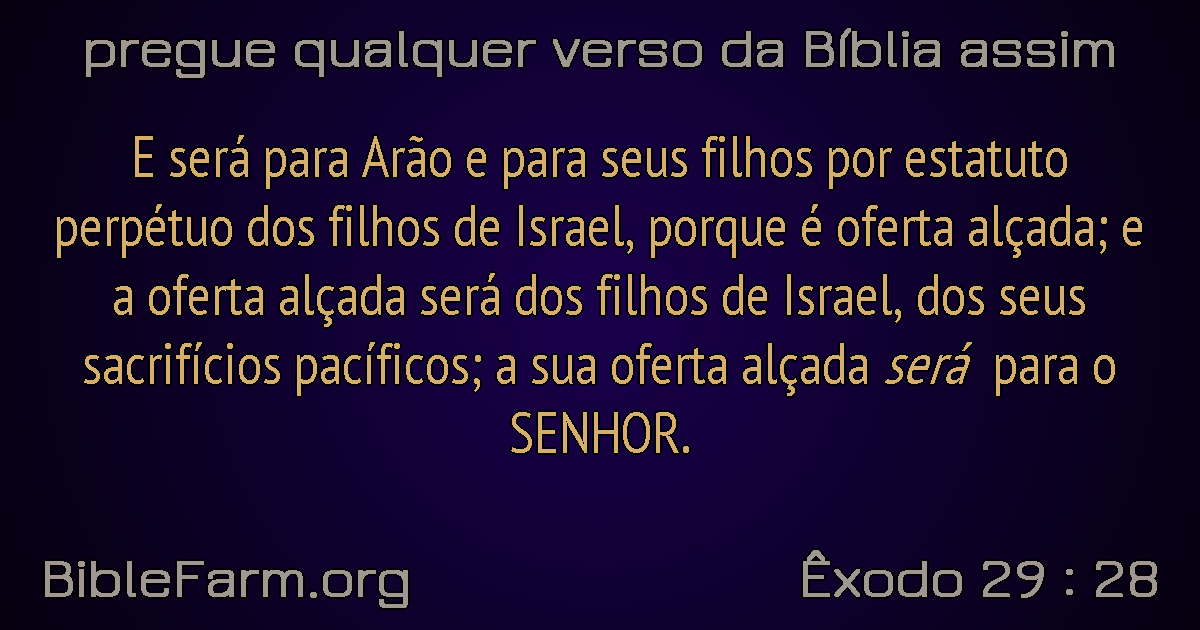 pregue qualquer verso da Bíblia assim
E será para Arão e para seus filhos por estatuto
perpétuo dos filhos de Israel, porque é oferta alçada; e
a oferta alçada será dos filhos de Israel, dos seus
sacrifícios pacíficos; a sua oferta alçada será para o
SENHOR.
BibleFarm.org
Êxodo 29 : 28